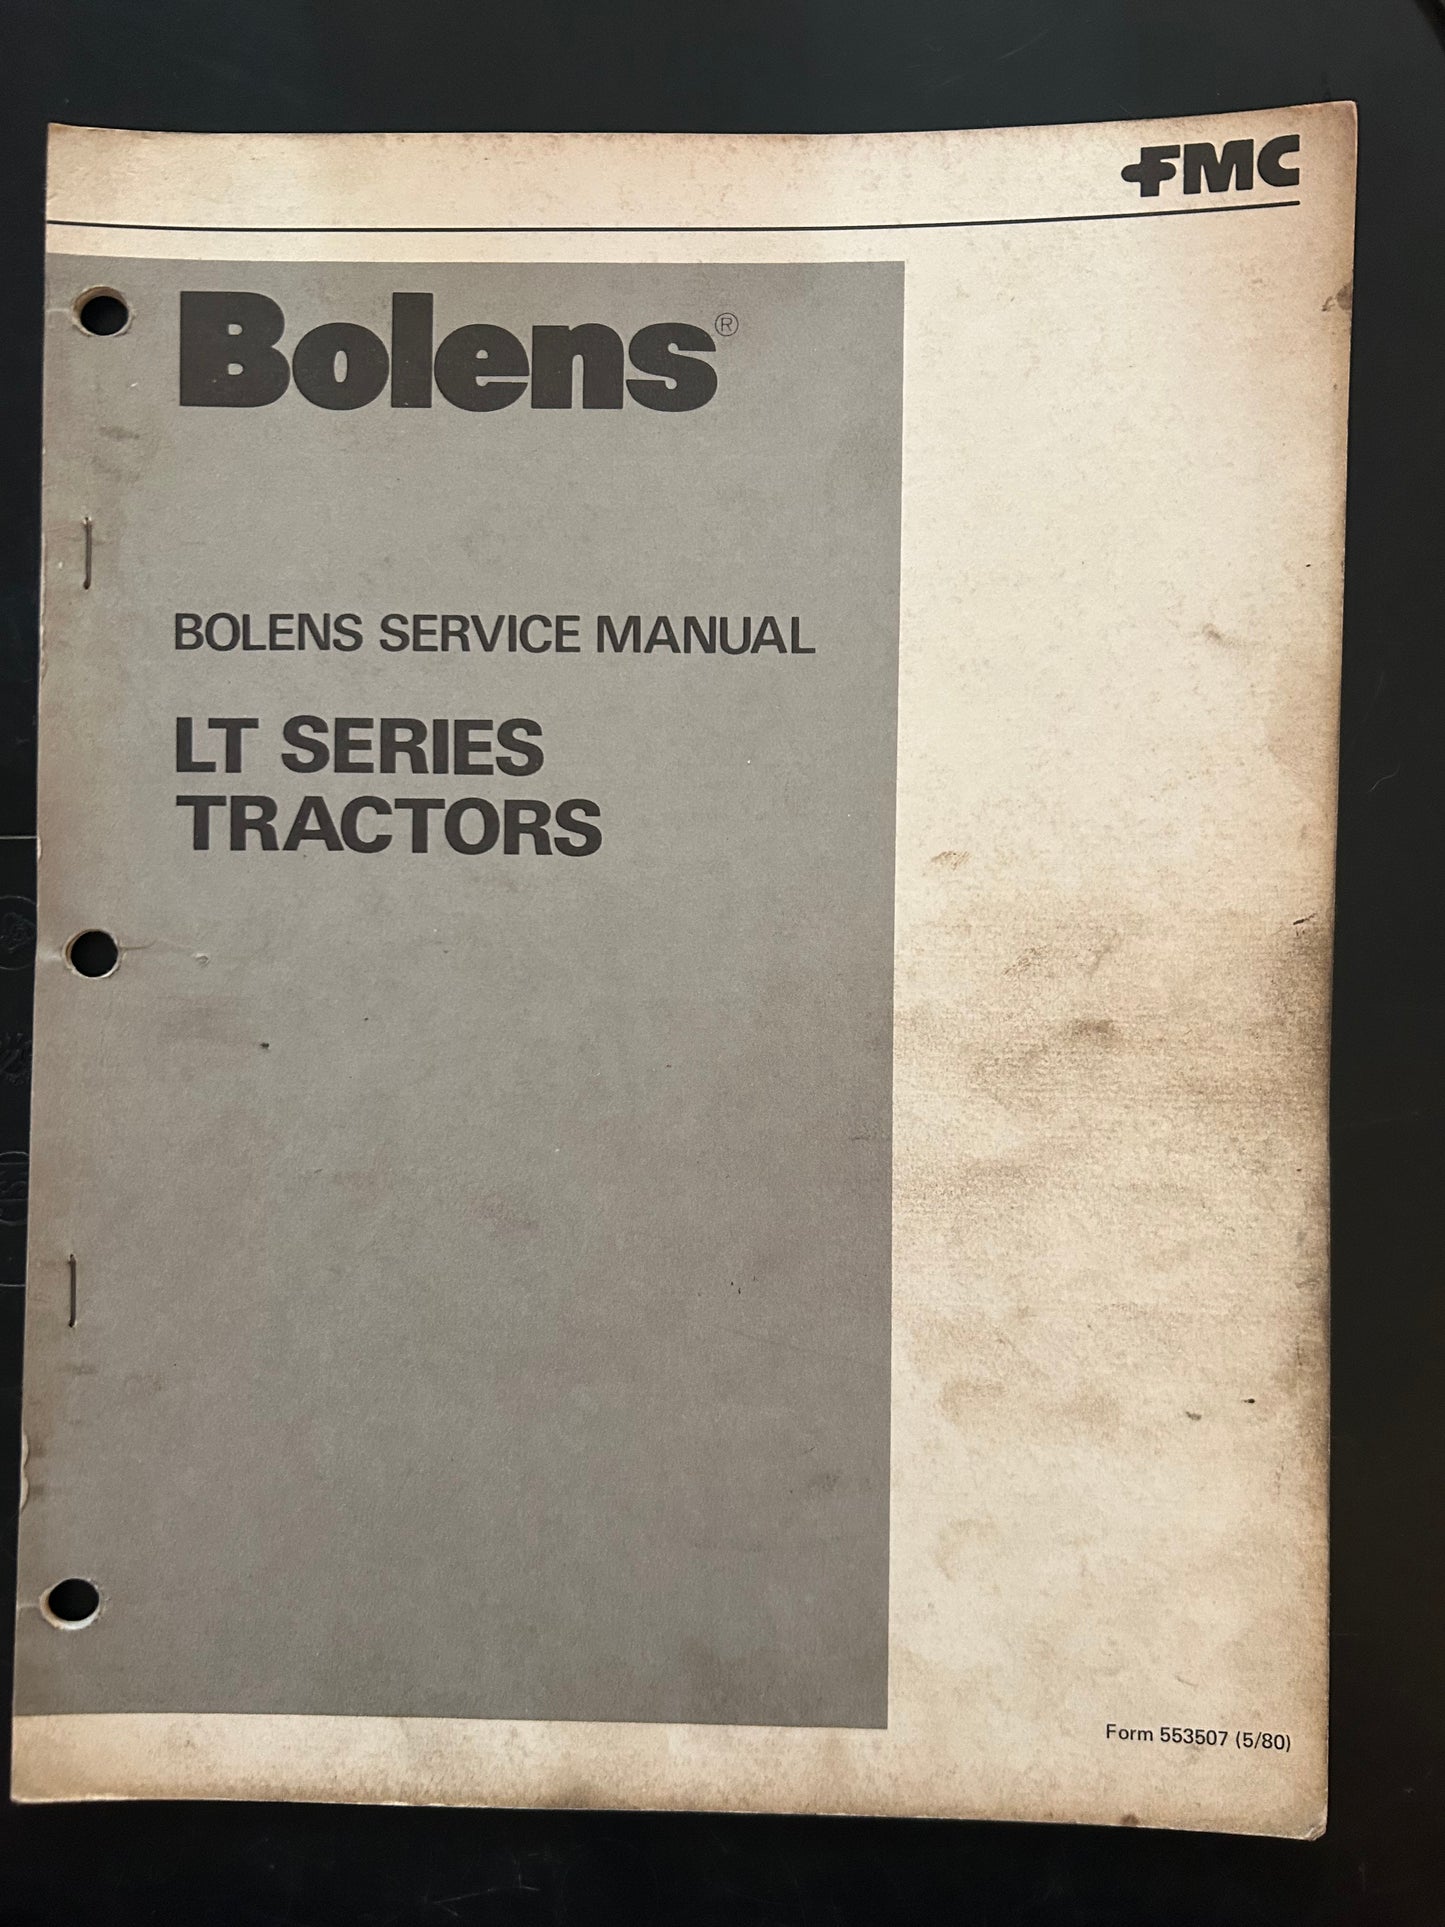 FMC
Bolens®
BOLENS SERVICE MANUAL
LT SERIES
TRACTORS
Form 553507 (5/80)